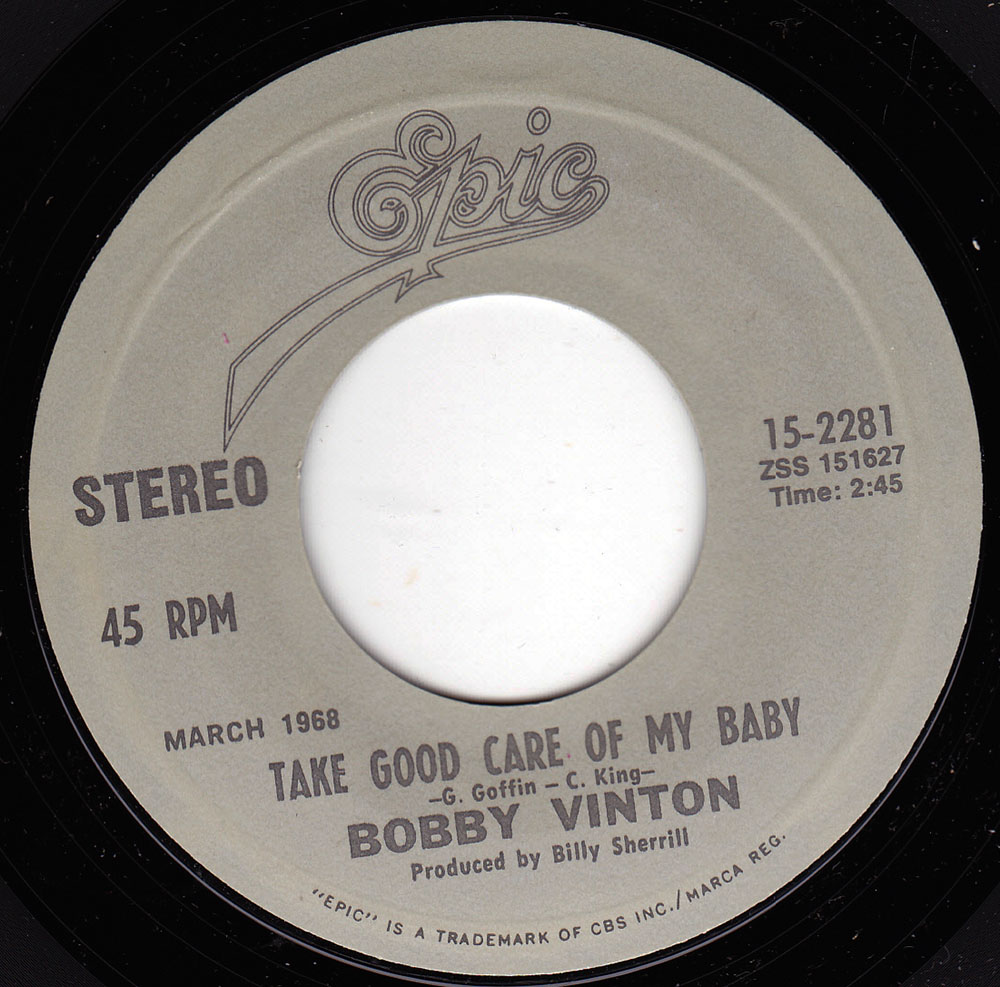 Epic
STEREO
15-2281
ZSS 151627
Time: 2:45
45 RPM
MARCH 1968
TAKE GOOD CARE OF MY BABY
–G. Goffin – C. King–
BOBBY VINTON
Produced by Billy Sherrill
"EPIC" IS A TRADEMARK OF CBS INC./MARCA REG.